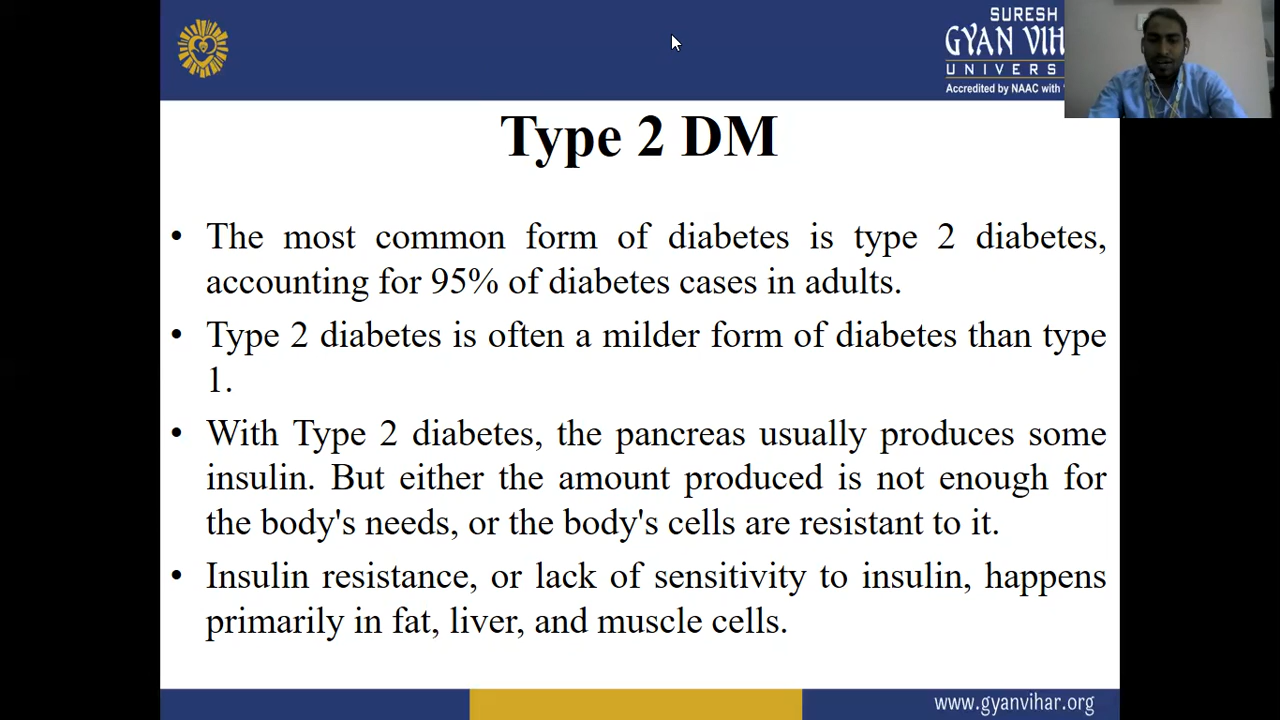 SURESH
GYAN VIH
UNIVERS
Accredited by NAAC with
Type 2 DM
• The most common form of diabetes is type 2 diabetes,
accounting for 95% of diabetes cases in adults.
• Type 2 diabetes is often a milder form of diabetes than type
1.
• With Type 2 diabetes, the pancreas usually produces some
insulin. But either the amount produced is not enough for
the body's needs, or the body's cells are resistant to it.
• Insulin resistance, or lack of sensitivity to insulin, happens
primarily in fat, liver, and muscle cells.
www.gyanvihar.org